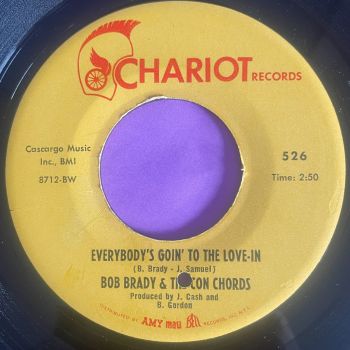 CHARIOT RECORDS
Cascargo Music
Inc., BMI
8712-BW
526
Time: 2:50
EVERYBODY'S GOIN' TO THE LOVE-IN
(B. Brady - J. Samuel)
BOB BRADY & THE CON CHORDS
Produced by J. Cash and
B. Gordon
DISTRIBUTED BY AMY MALA BELL